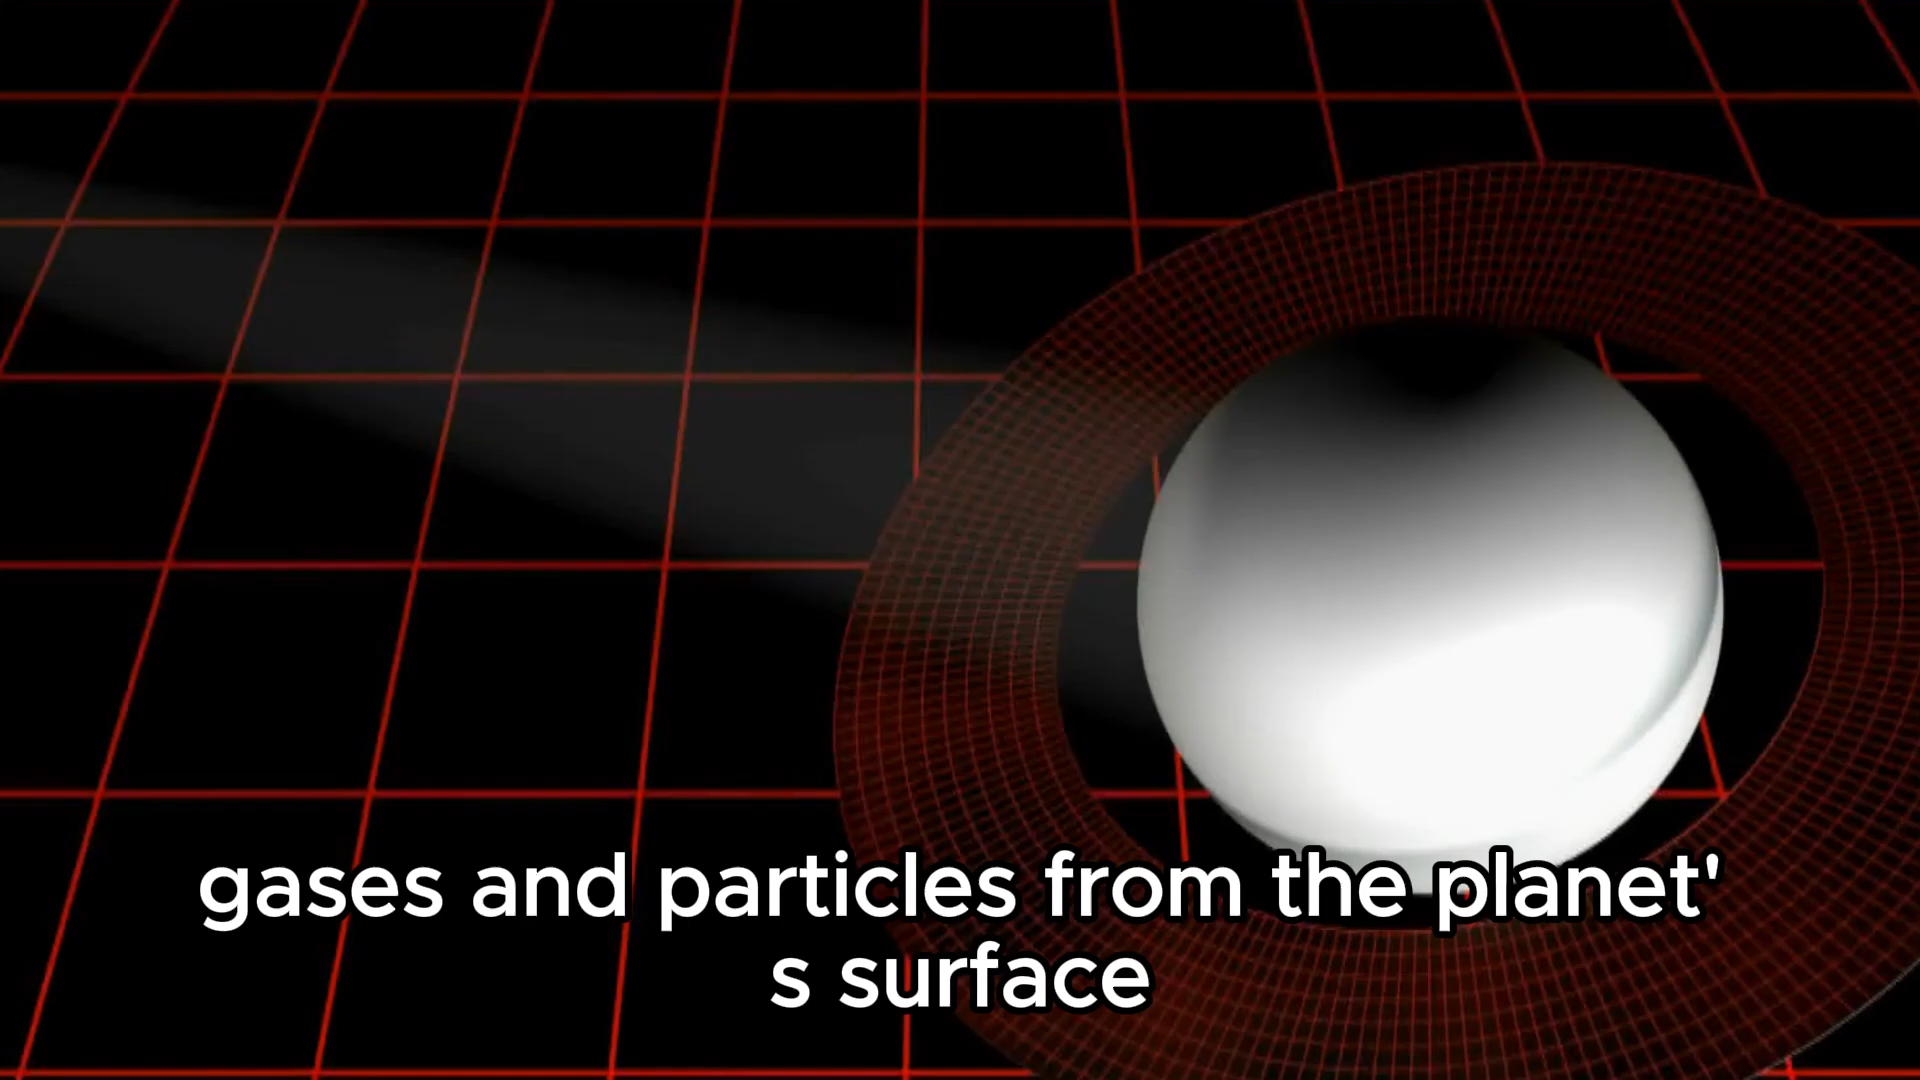 gases and particles from the planet'
s surface